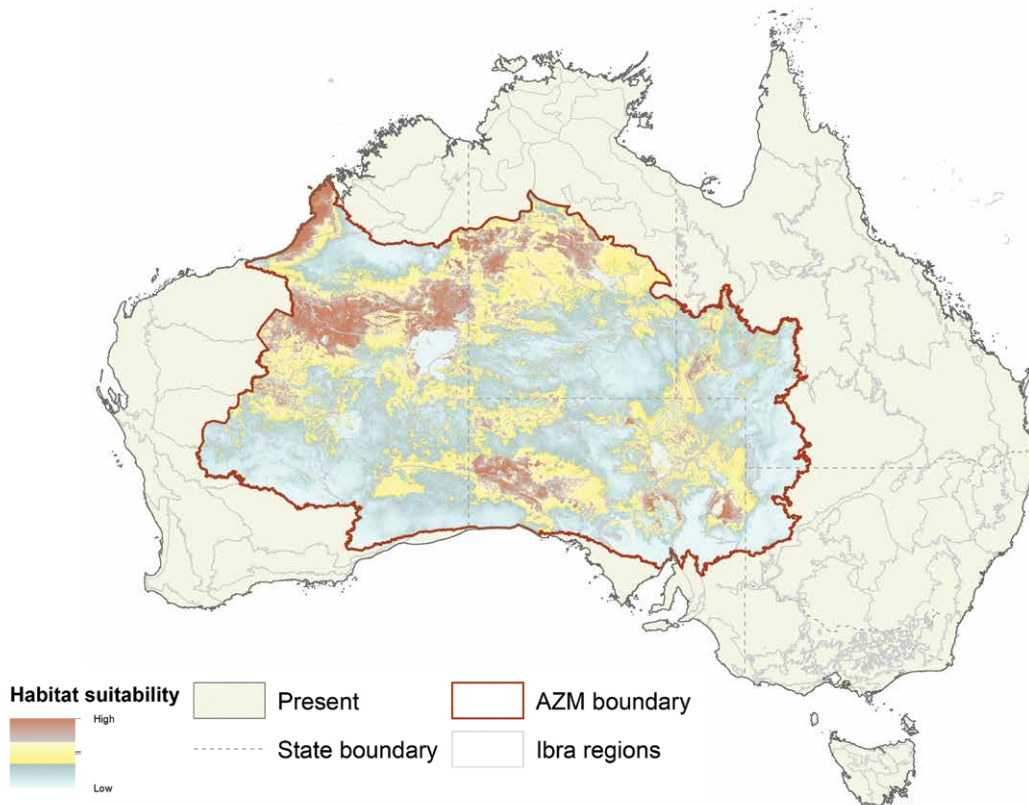 Habitat suitability
High
Low
Present
AZM boundary
State boundary
Ibra regions